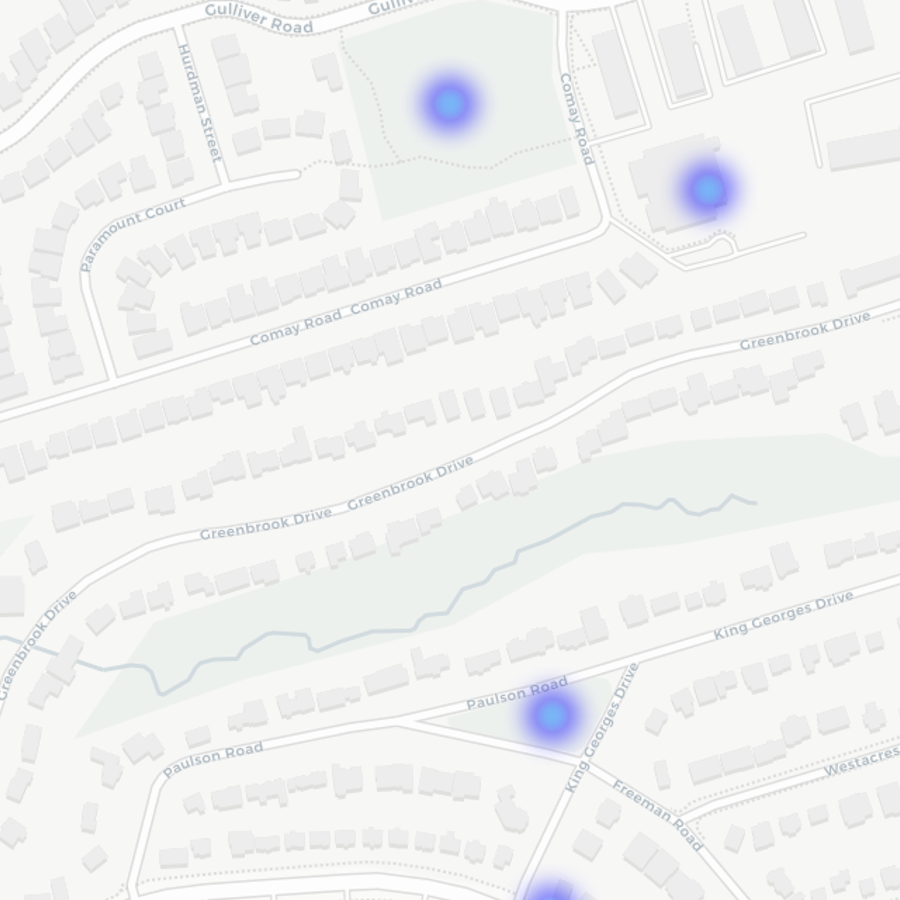 Gulliver Road
Gulliv
Hurdman Street
Comay Road
Paramount Court
Comay Road
Comay Road
Greenbrook Drive
Greenbrook Drive
Greenbrook Drive
Greenbrook Drive
King Georges Drive
Paulson Road
King Georges Drive
Paulson Road
Westacres
Freeman Road